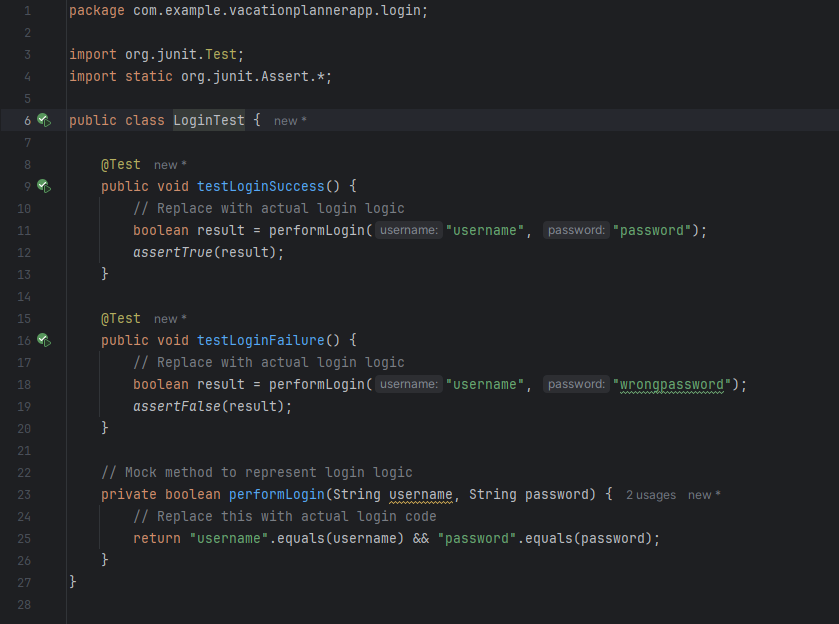 1 package com.example.vacationplannerapp.login;
2
3 import org.junit.Test;
4 import static org.junit.Assert.*;
5
6 public class LoginTest { new *
7
8 @Test new *
9 public void testLoginSuccess() {
10 // Replace with actual login logic
11 boolean result = performLogin( username: "username", password: "password");
12 assertTrue(result);
13 }
14
15 @Test new *
16 public void testLoginFailure() {
17 // Replace with actual login logic
18 boolean result = performLogin( username: "username", password: "wrongpassword");
19 assertFalse(result);
20 }
21
22 // Mock method to represent login logic
23 private boolean performLogin(String username, String password) { 2 usages new *
24 // Replace this with actual login code
25 return "username".equals(username) && "password".equals(password);
26 }
27 }
28